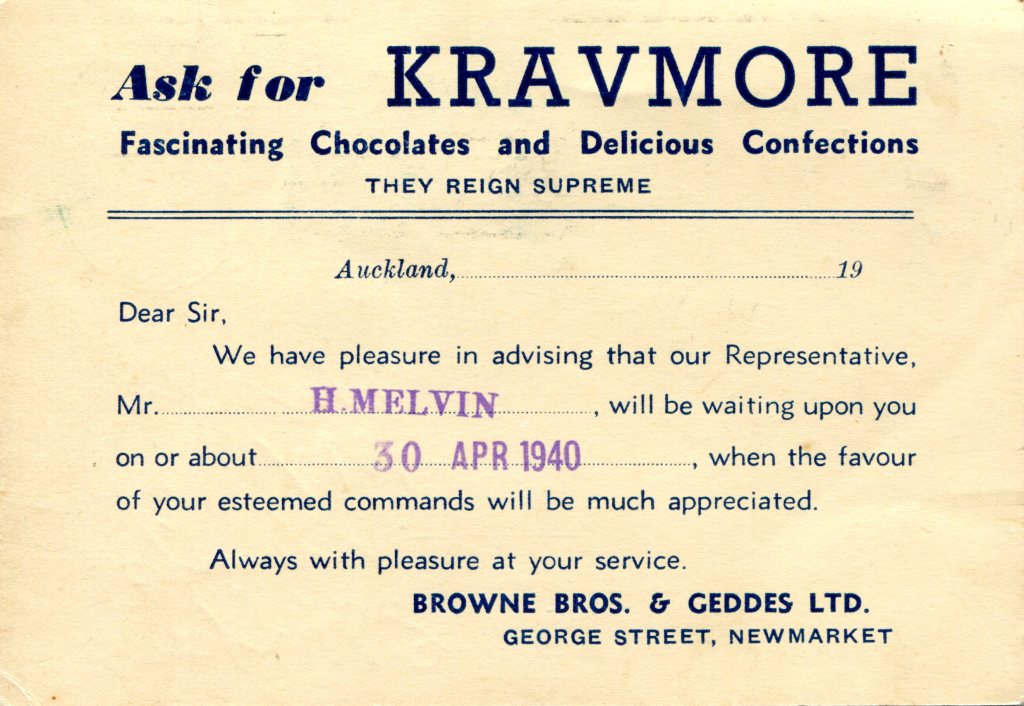 Ask for KRAVMORE
Fascinating Chocolates and Delicious Confections
THEY REIGN SUPREME
Auckland, 19
Dear Sir,
We have pleasure in advising that our Representative,
Mr. H. MELVIN, will be waiting upon you
on or about 30 APR 1940, when the favour
of your esteemed commands will be much appreciated.
Always with pleasure at your service.
BROWNE BROS. & GEDDES LTD.
GEORGE STREET, NEWMARKET